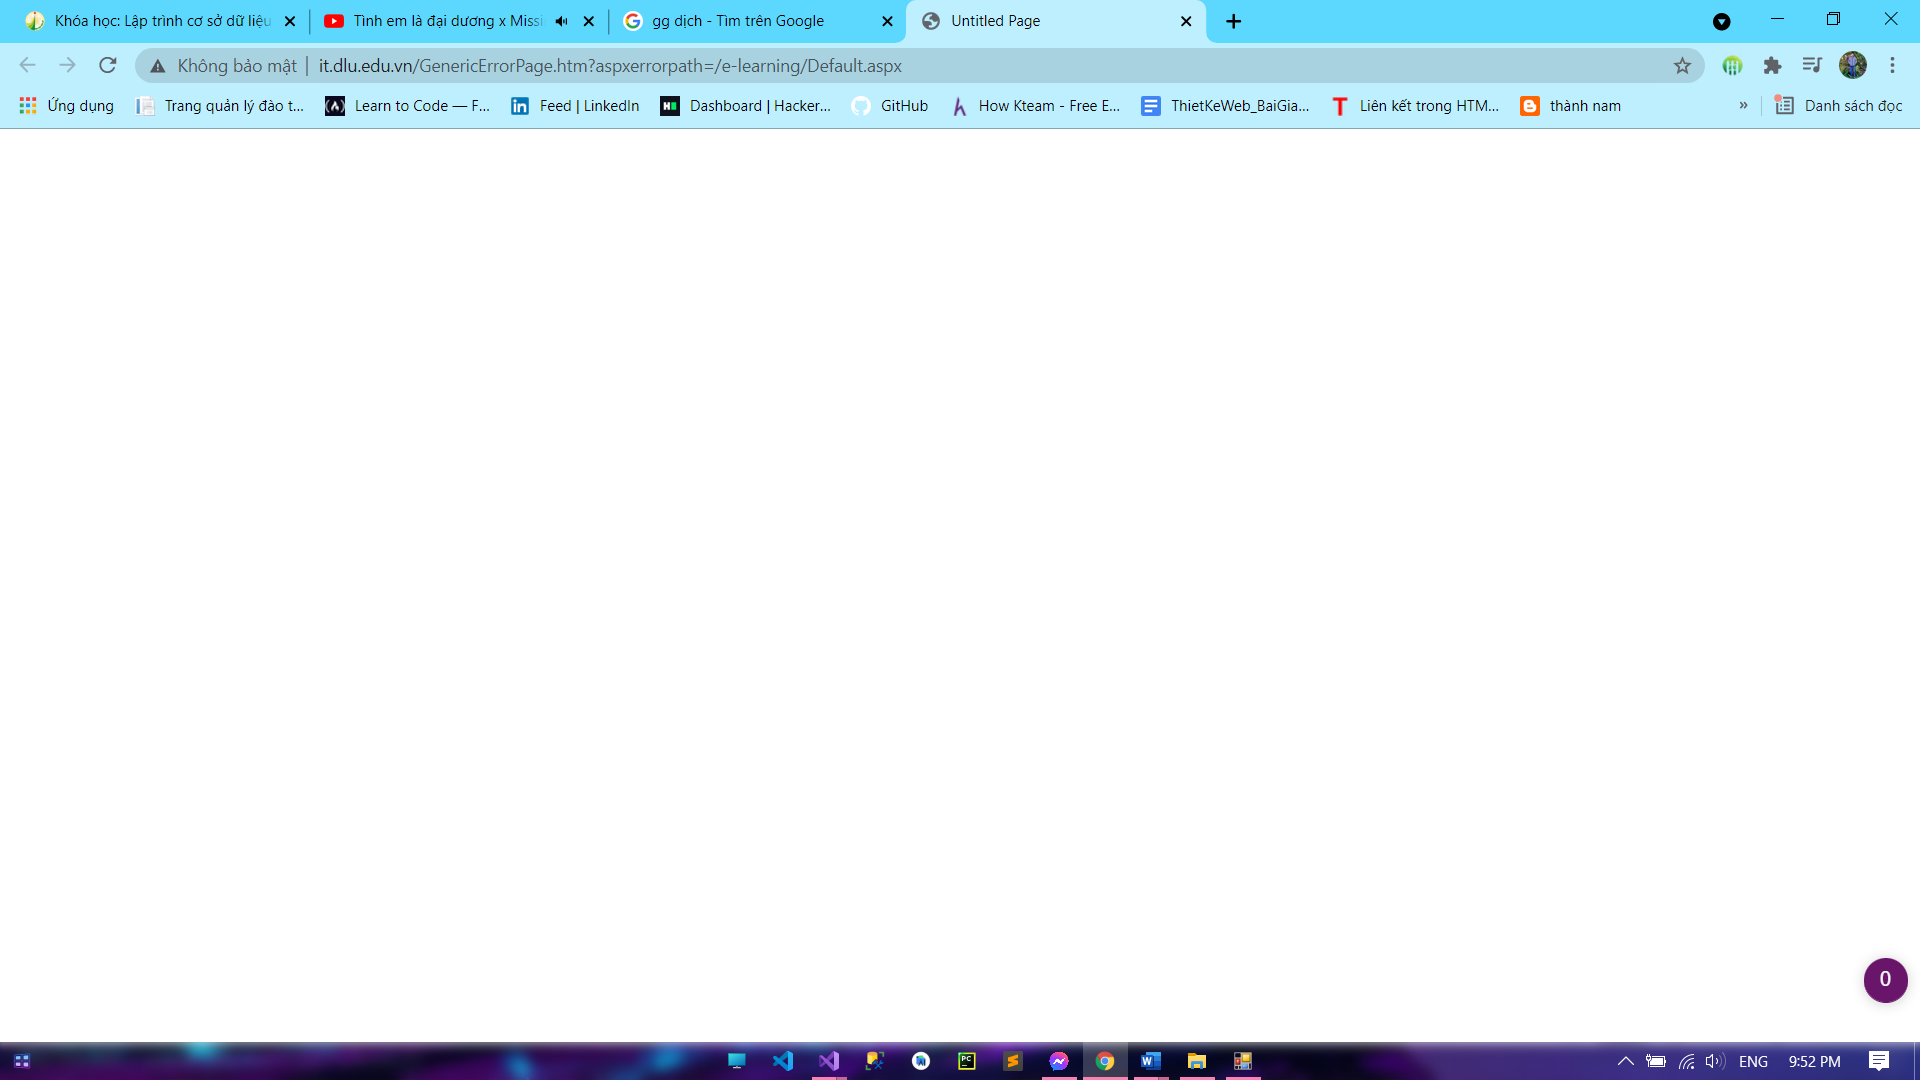 Khóa học: Lập trình cơ sở dữ liệu
Tình em là đại dương x Missi
gg dịch - Tìm trên Google
Untitled Page
Không bảo mật
it.dlu.edu.vn/GenericErrorPage.htm?aspxerrorpath=/e-learning/Default.aspx
Ứng dụng
Trang quản lý đào t...
Learn to Code — F...
Feed | LinkedIn
Dashboard | Hacker...
GitHub
How Kteam - Free E...
ThietKeWeb_BaiGia...
Liên kết trong HTM...
thành nam
»
Danh sách đọc
0
ENG
9:52 PM